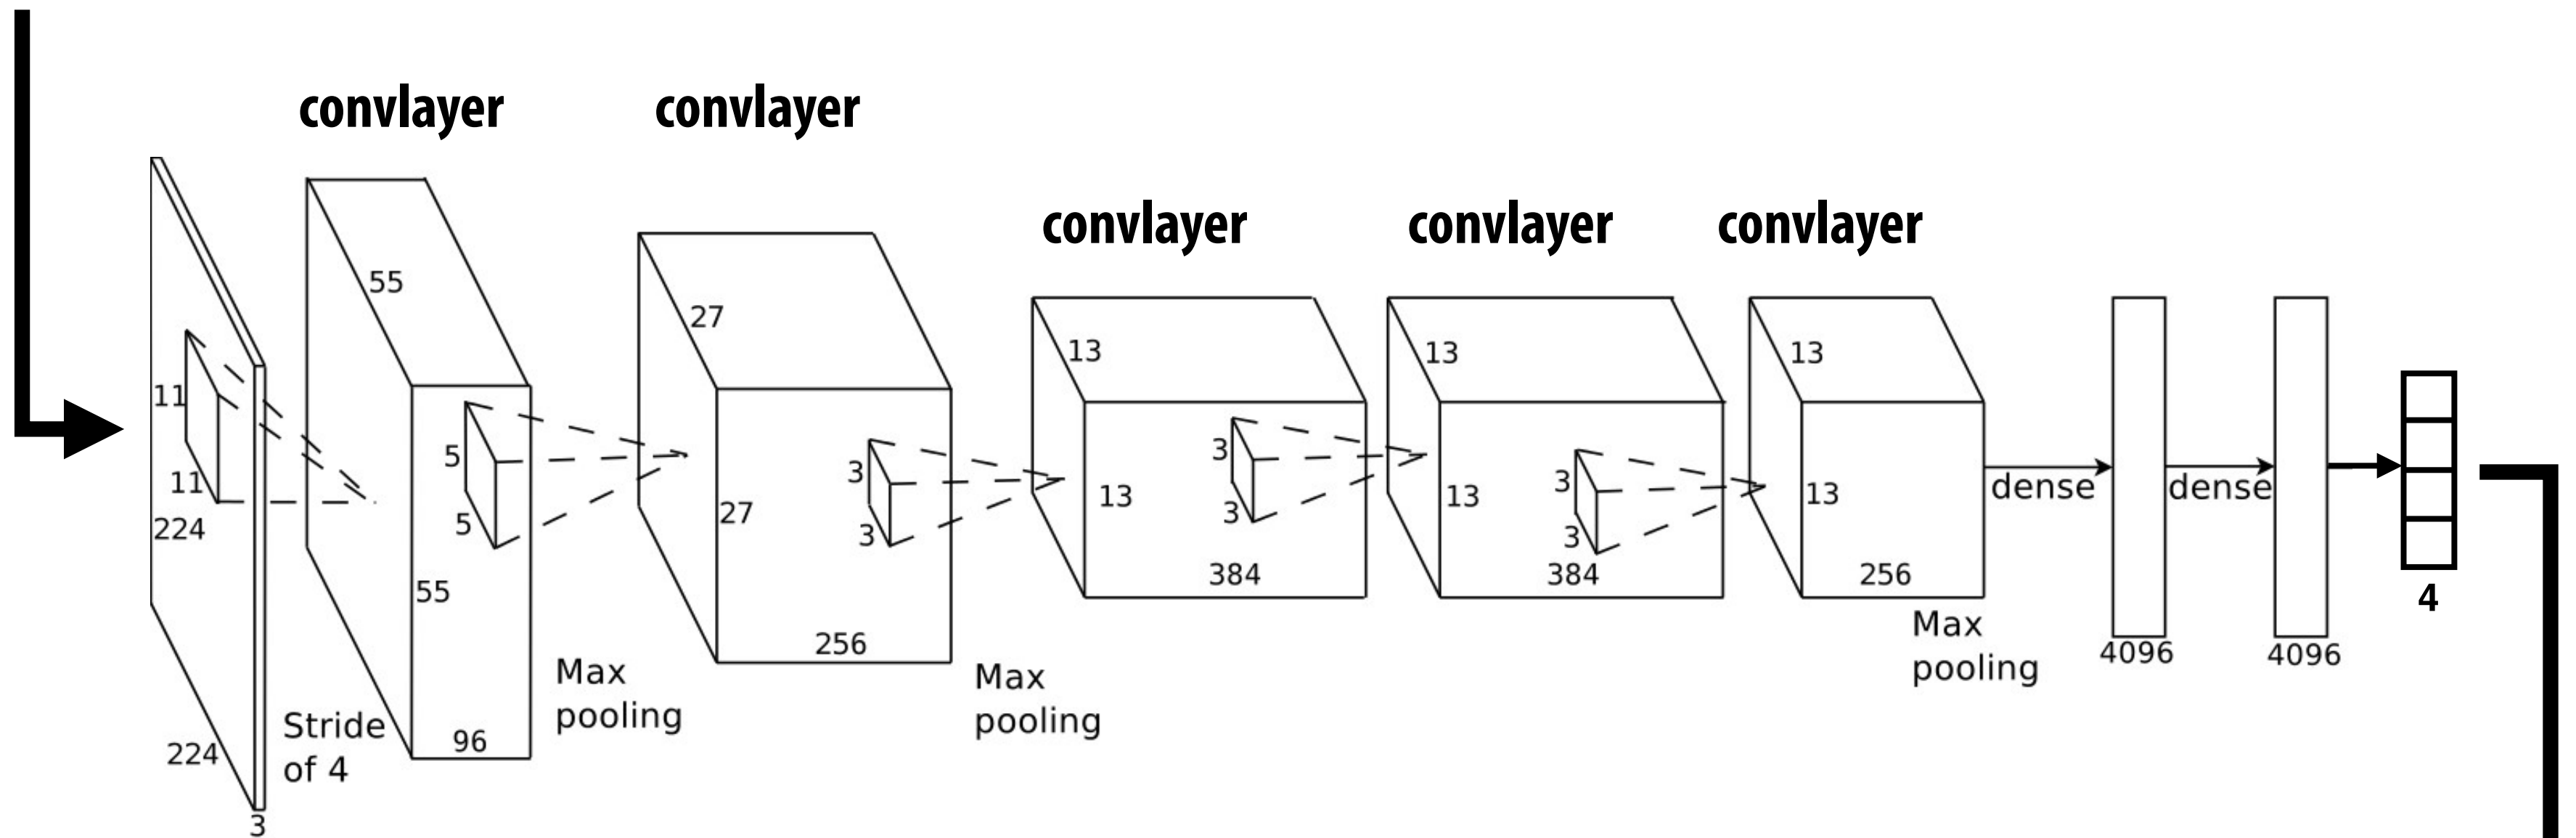 convlayer
convlayer
convlayer
convlayer
convlayer
11
11
224
224
3
Stride
of 4
55
55
5
5
96
Max
pooling
27
27
3
3
256
Max
pooling
13
13
3
3
384
13
13
3
3
384
13
13
256
Max
pooling
dense
4096
dense
4096
4